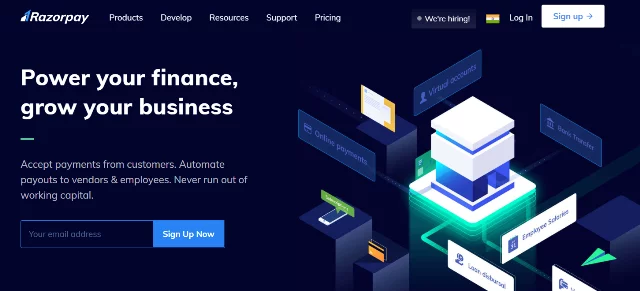 Razorpay
Products Develop Resources Support Pricing
We're hiring!
Log In
Sign up →
Power your finance,
grow your business
Accept payments from customers. Automate
payouts to vendors & employees. Never run out of
working capital.
Your email address
Sign Up Now
Virtual accounts
Online payments
Bank Transfer
Employee Salaries
Loan disbursal